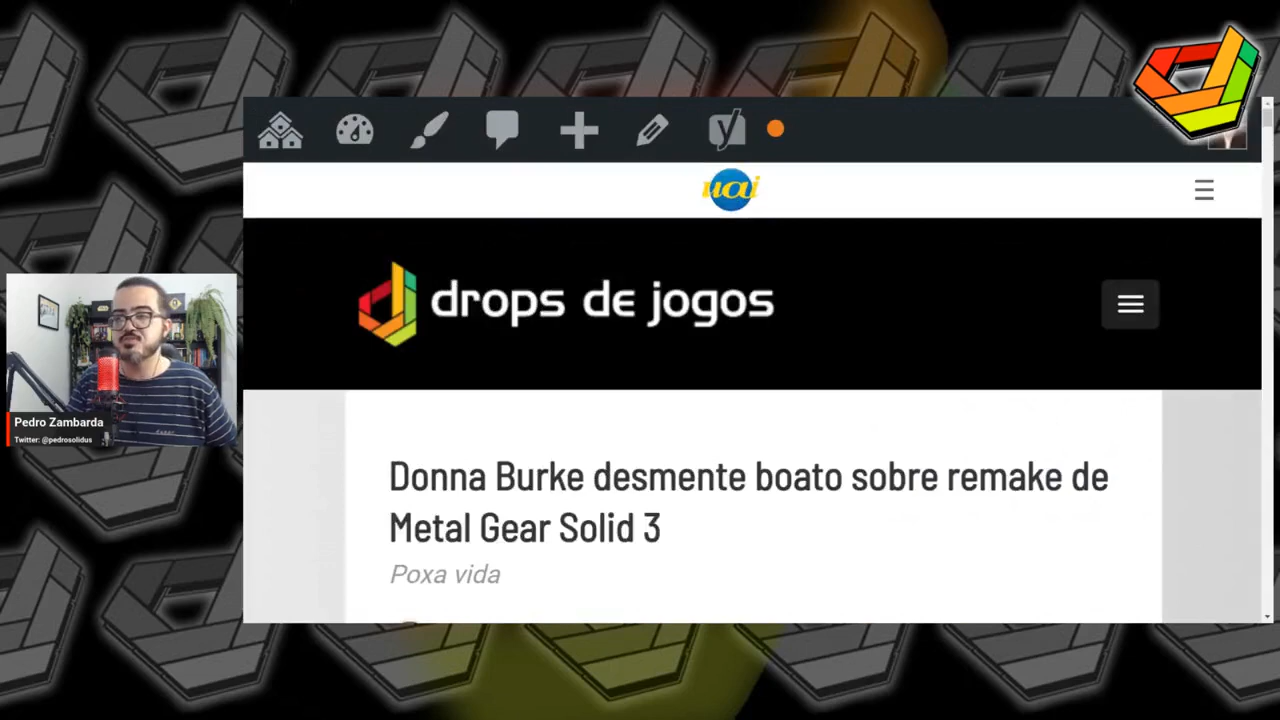 uai
drops de jogos
Donna Burke desmente boato sobre remake de
Metal Gear Solid 3
Poxa vida
Pedro Zambarda
Twitter: @pedrosolidus